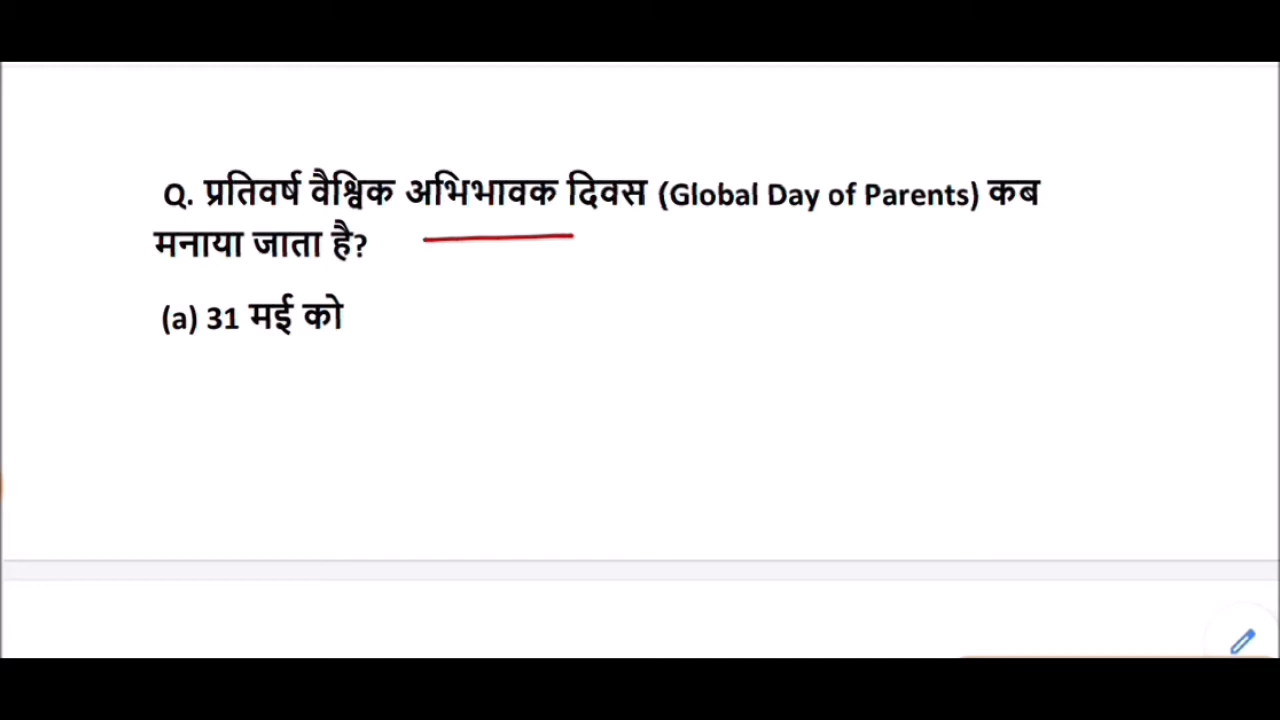 Q. प्रतिवर्ष वैश्विक अभिभावक दिवस (Global Day of Parents) कब
मनाया जाता है?
(a) 31 मई को